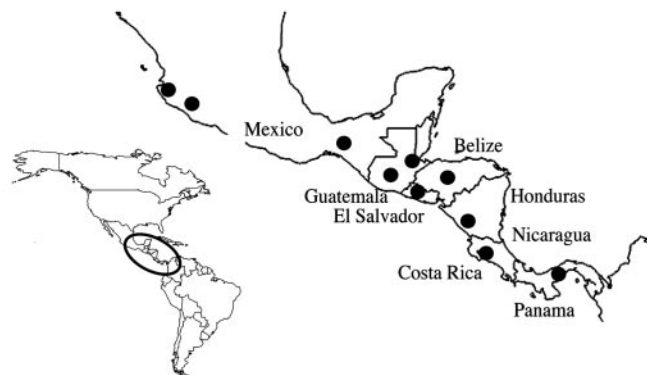 Mexico
Belize
Guatemala
Honduras
El Salvador
Nicaragua
Costa Rica
Panama